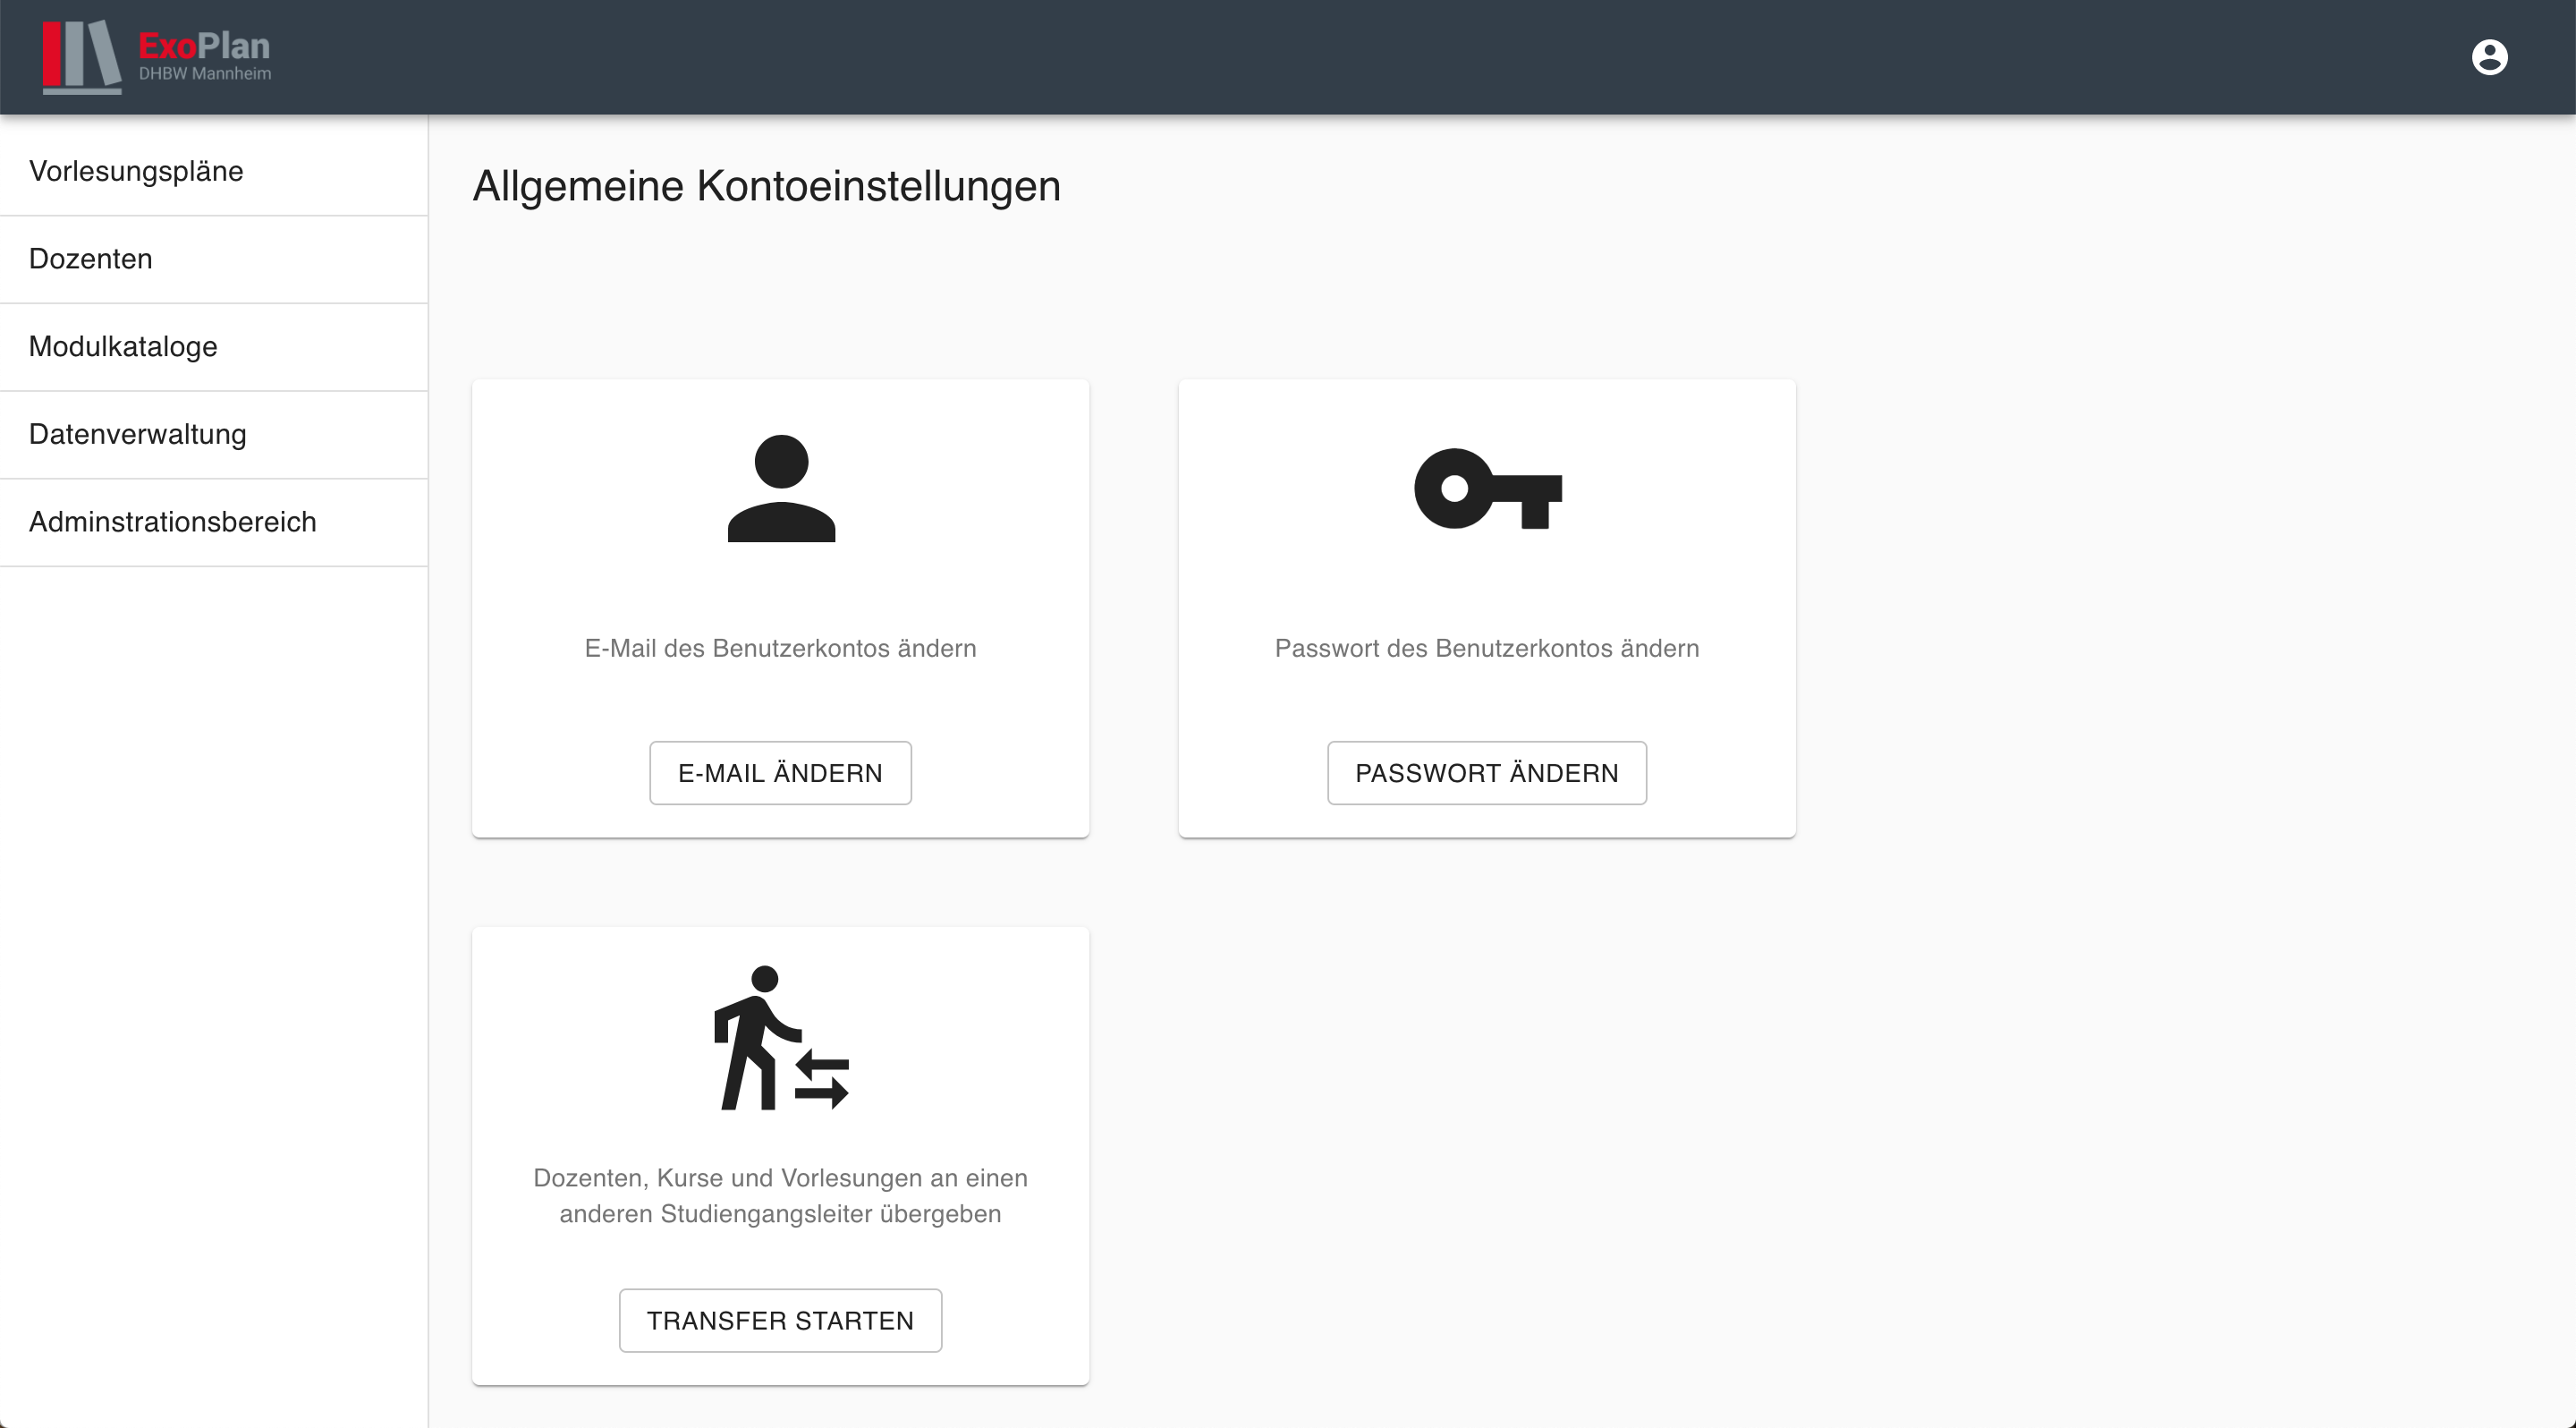 ExoPlan
DHBW Mannheim
Vorlesungspläne
Dozenten
Modulkataloge
Datenverwaltung
Adminstrationsbereich
Allgemeine Kontoeinstellungen
E-Mail des Benutzerkontos ändern
E-MAIL ÄNDERN
Passwort des Benutzerkontos ändern
PASSWORT ÄNDERN
Dozenten, Kurse und Vorlesungen an einen
anderen Studiengangsleiter übergeben
TRANSFER STARTEN